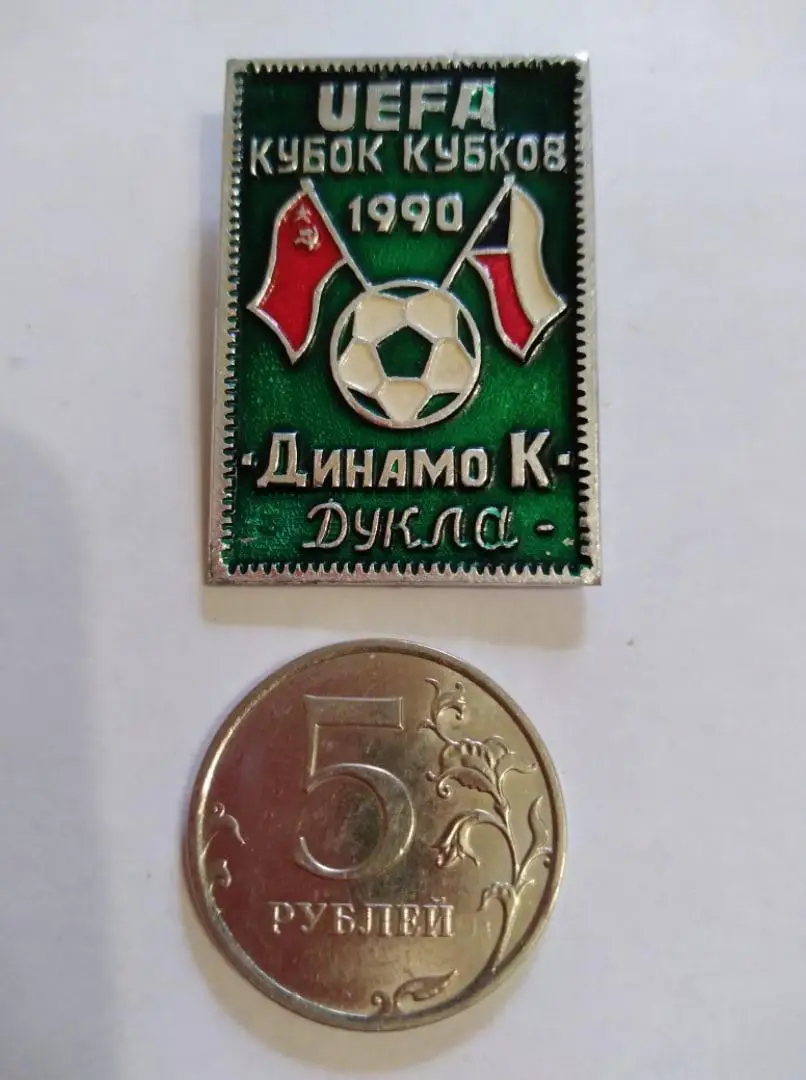 UEFA
КУБОК КУБКОВ
1990
·ДИНАМО К·
- ДУКЛА -
5
РУБЛЕЙ